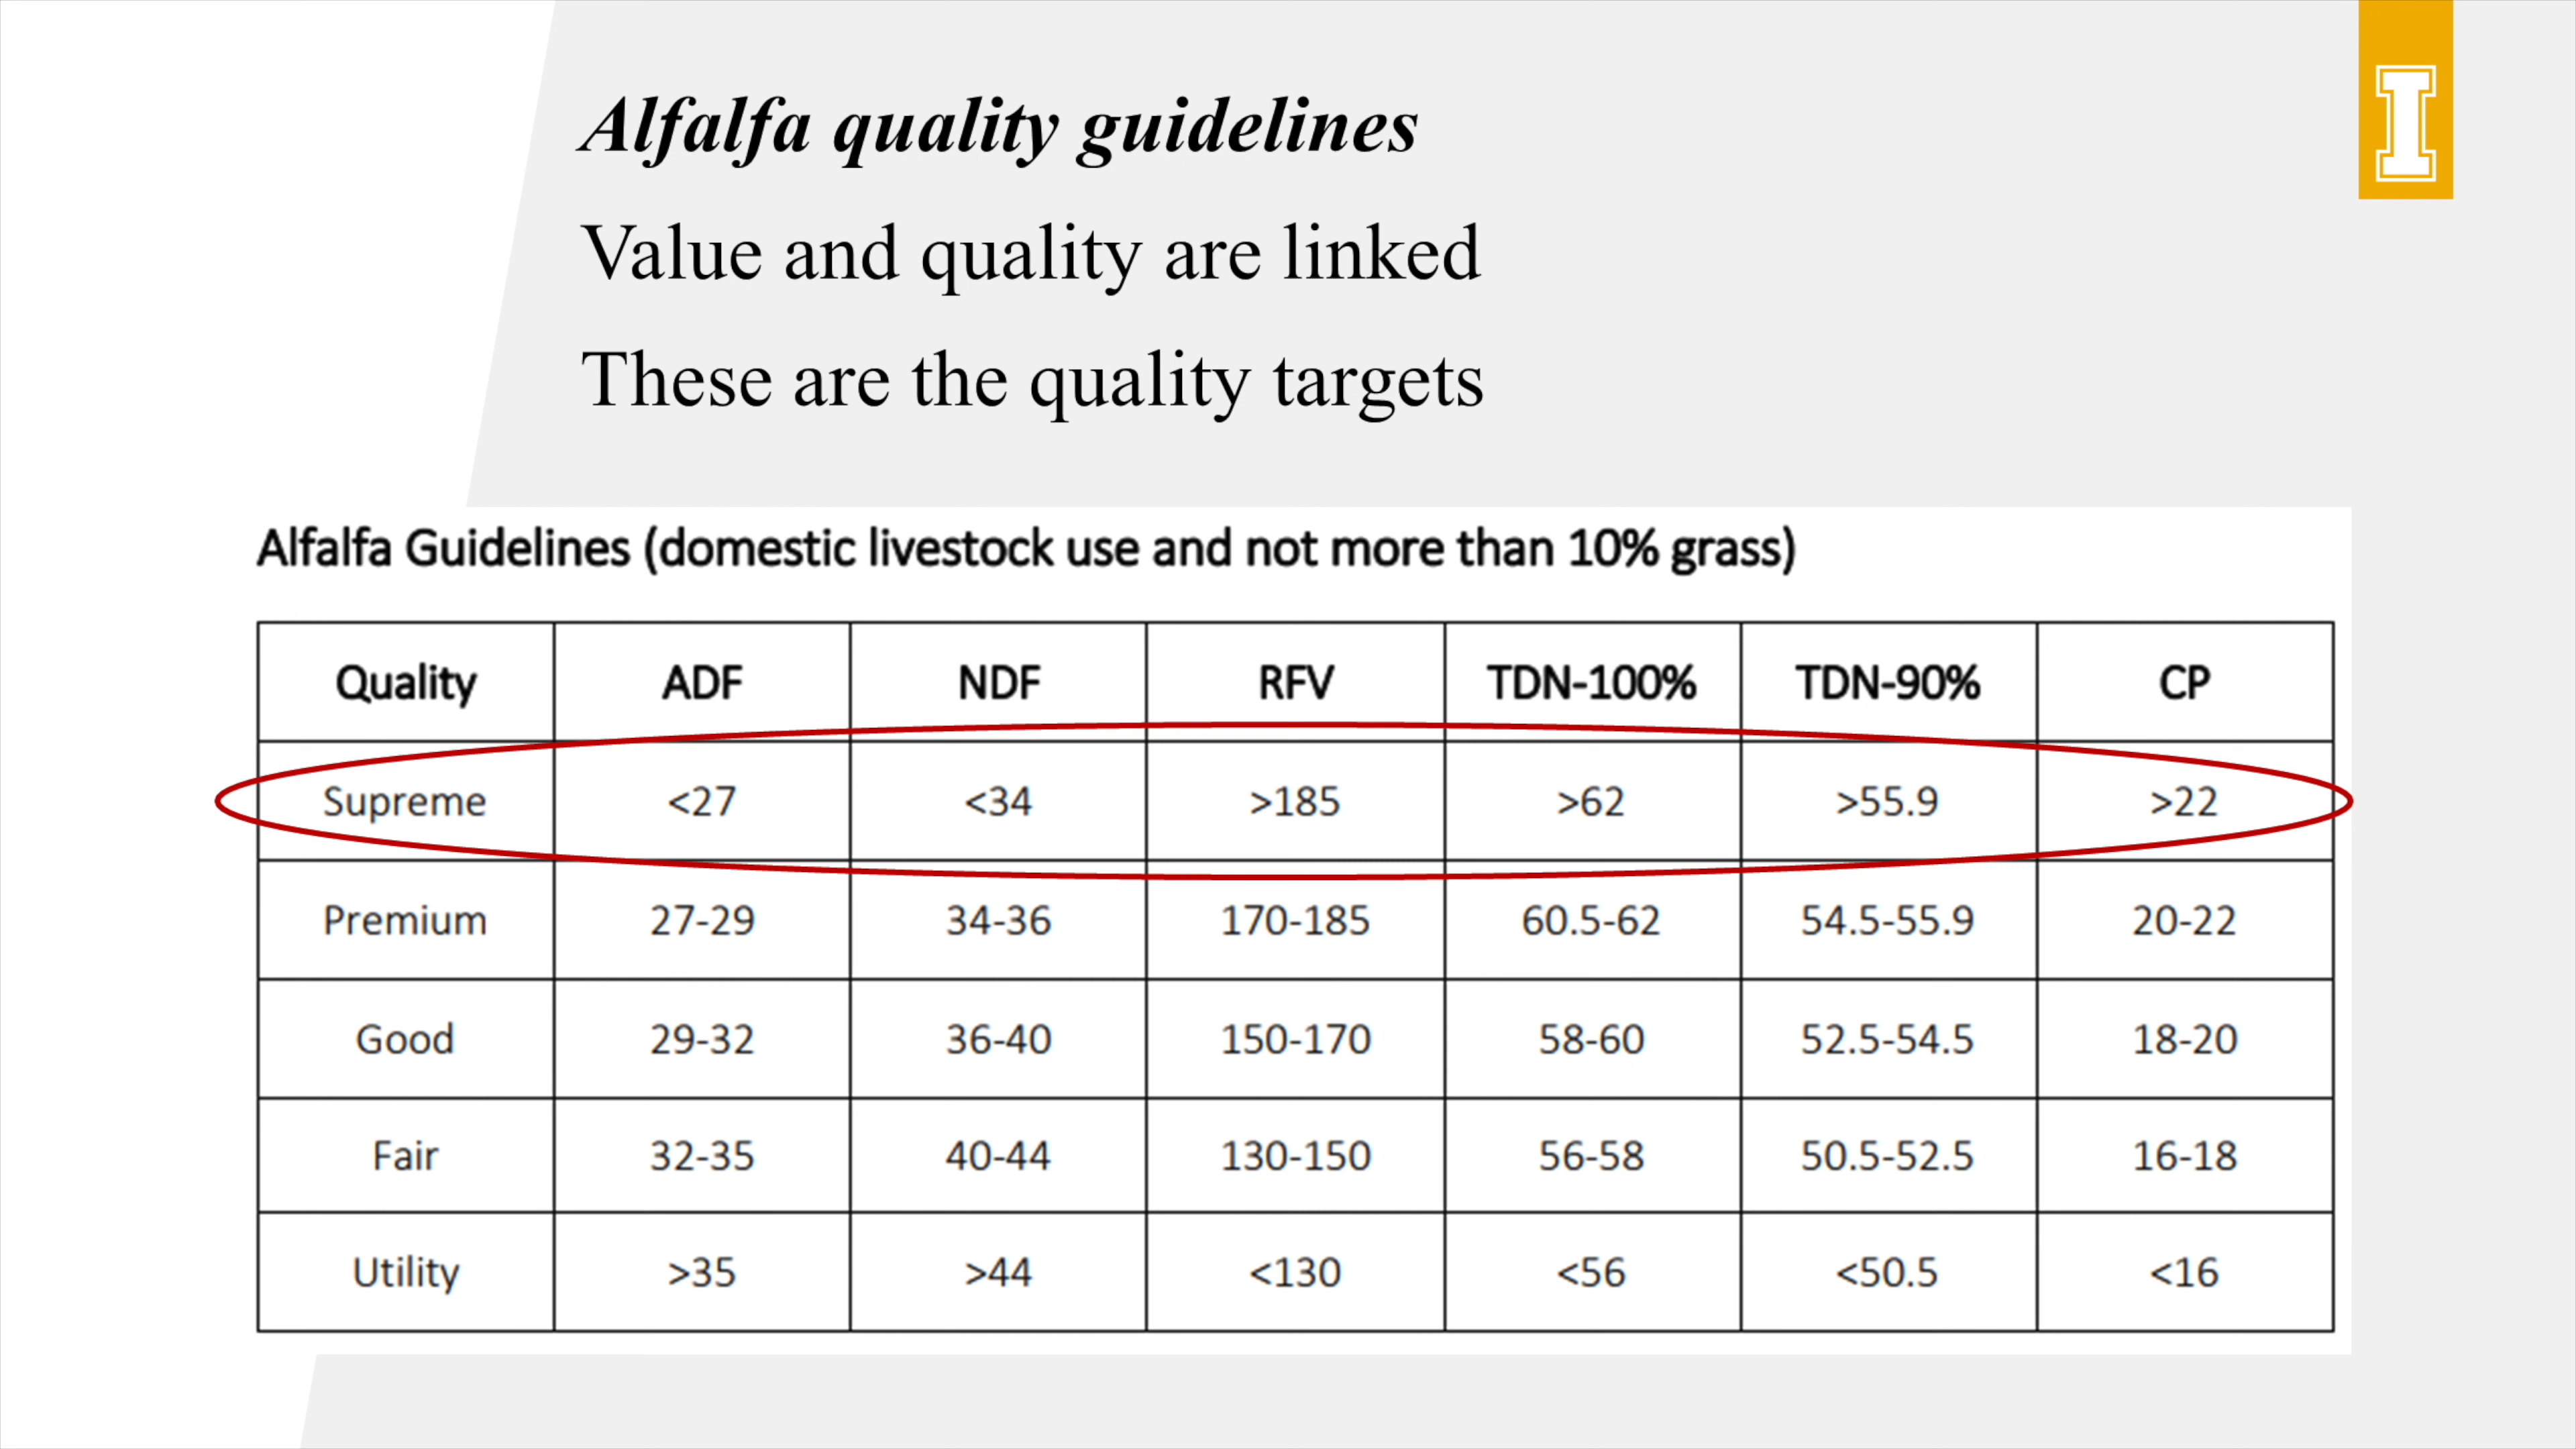 I
Alfalfa quality guidelines
Value and quality are linked
These are the quality targets
Alfalfa Guidelines (domestic livestock use and not more than 10% grass)
Quality ADF NDF RFV TDN-100% TDN-90% CP
Supreme <27 <34 >185 >62 >55.9 >22
Premium 27-29 34-36 170-185 60.5-62 54.5-55.9 20-22
Good 29-32 36-40 150-170 58-60 52.5-54.5 18-20
Fair 32-35 40-44 130-150 56-58 50.5-52.5 16-18
Utility >35 >44 <130 <56 <50.5 <16